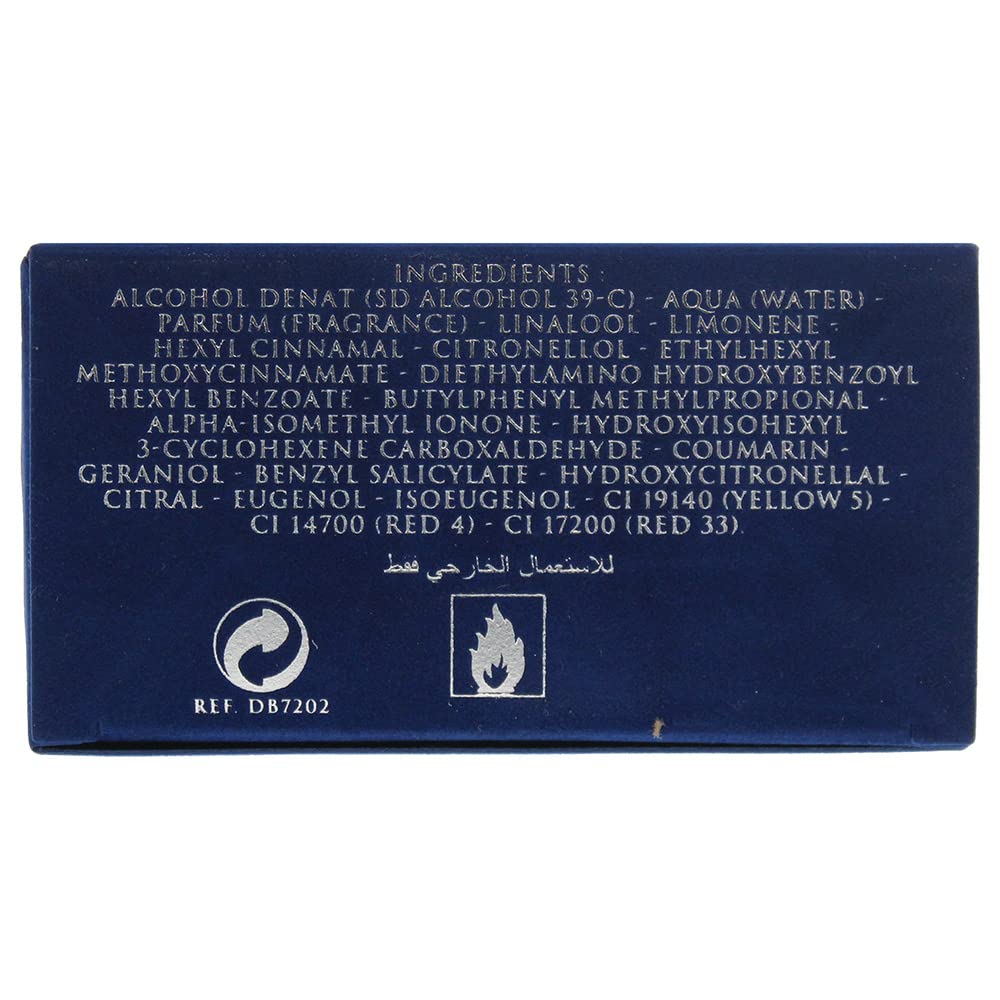 INGREDIENTS :
ALCOHOL DENAT (SD ALCOHOL 39-C) - AQUA (WATER) -
PARFUM (FRAGRANCE) - LINALOOL - LIMONENE -
HEXYL CINNAMAL - CITRONELLOL - ETHYLHEXYL
METHOXYCINNAMATE - DIETHYLAMINO HYDROXYBENZOYL
HEXYL BENZOATE - BUTYLPHENYL METHYLPROPIONAL -
ALPHA-ISOMETHYL IONONE - HYDROXYISOHEXYL
3-CYCLOHEXENE CARBOXALDEHYDE - COUMARIN -
GERANIOL - BENZYL SALICYLATE - HYDROXYCITRONELLAL -
CITRAL - EUGENOL - ISOEUGENOL - CI 19140 (YELLOW 5) -
CI 14700 (RED 4) - CI 17200 (RED 33).
للاستعمال الخارجي فقط
REF. DB7202